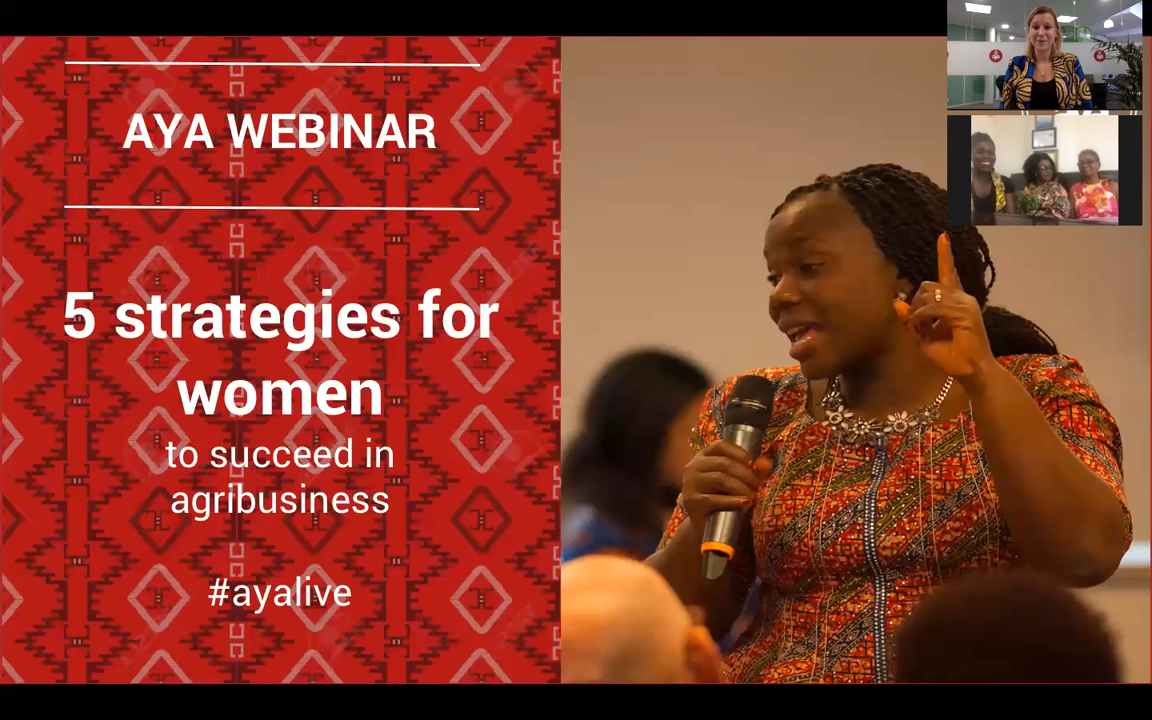 AYA WEBINAR
5 strategies for
women
to succeed in
agribusiness
#ayalive